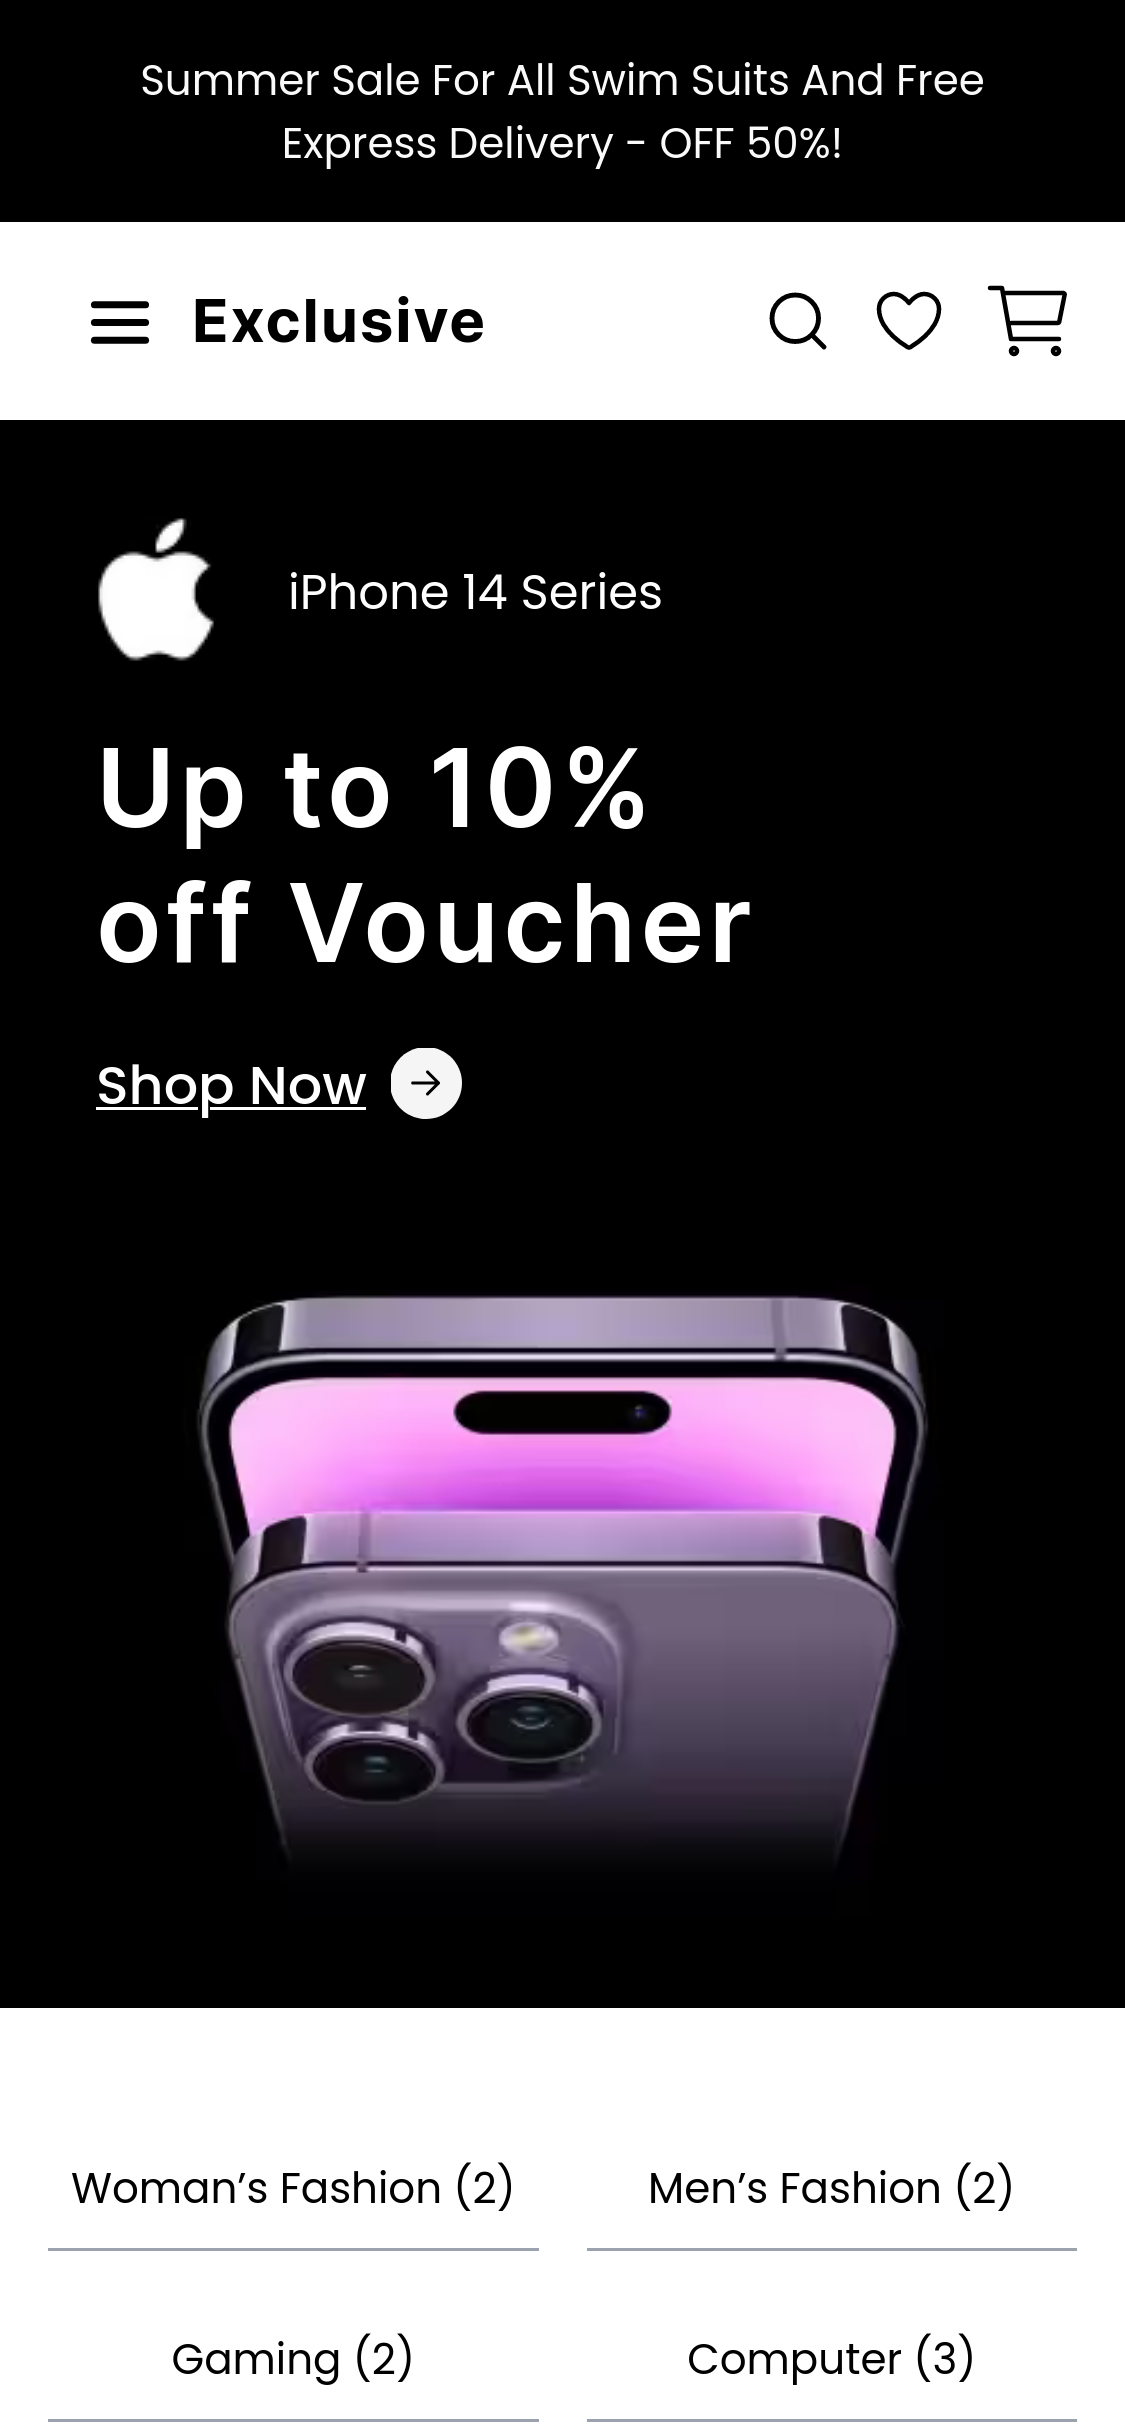 Summer Sale For All Swim Suits And Free
Express Delivery - OFF 50%!
Exclusive
iPhone 14 Series
Up to 10%
off Voucher
Shop Now
Woman’s Fashion (2)
Men’s Fashion (2)
Gaming (2)
Computer (3)